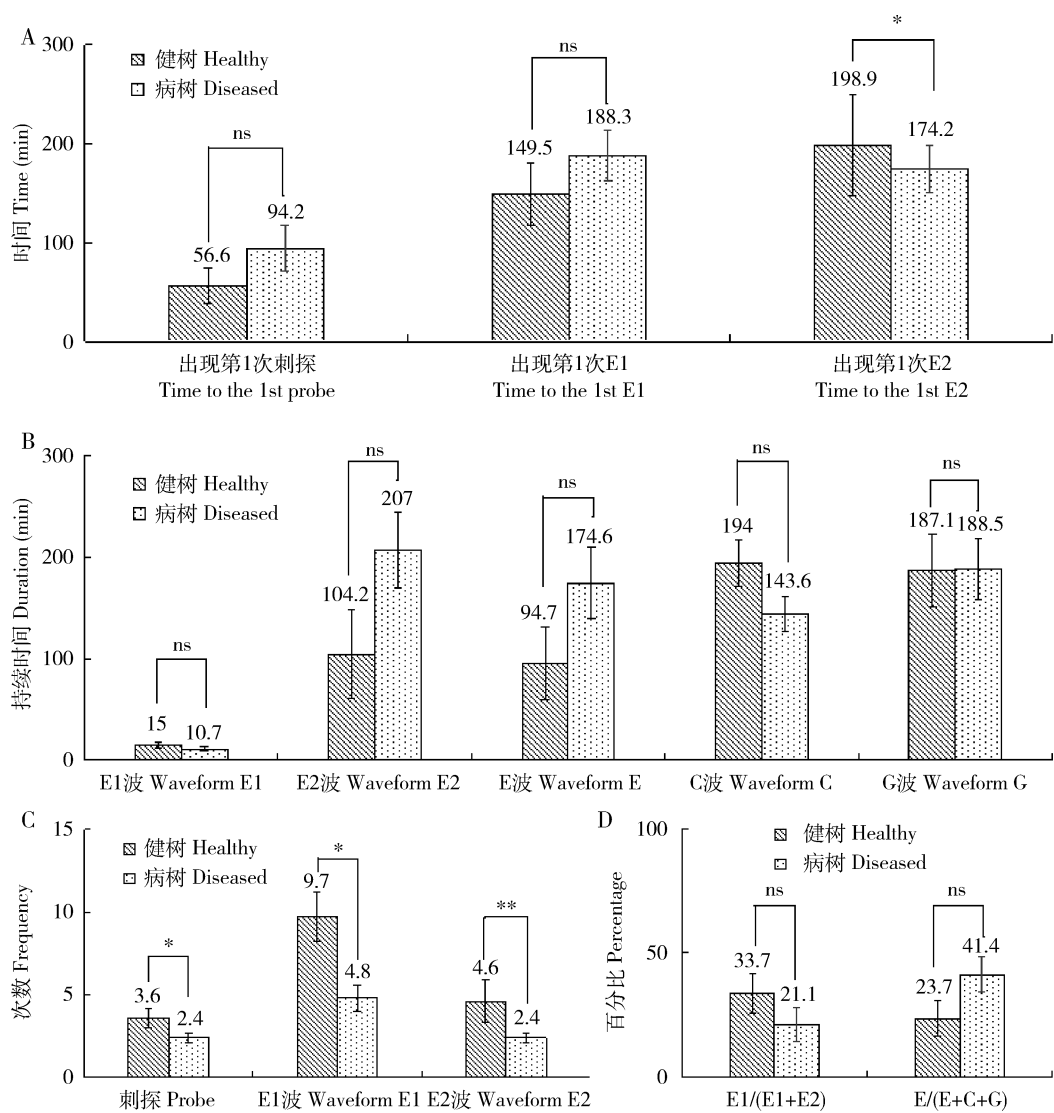 A
300
200
100
0
时间 Time (min)
健树 Healthy
病树 Diseased
ns
56.6
94.2
ns
149.5
188.3
*
198.9
174.2
出现第1次刺探
Time to the 1st probe
出现第1次E1
Time to the 1st E1
出现第1次E2
Time to the 1st E2
B
300
200
100
0
持续时间 Duration (min)
健树 Healthy
病树 Diseased
ns
15
10.7
ns
104.2
207
ns
94.7
174.6
ns
194
143.6
ns
187.1
188.5
E1波 Waveform E1
E2波 Waveform E2
E波 Waveform E
C波 Waveform C
G波 Waveform G
C
15
10
5
0
次数 Frequency
健树 Healthy
病树 Diseased
*
3.6
2.4
*
9.7
4.8
**
4.6
2.4
刺探 Probe
E1波 Waveform E1
E2波 Waveform E2
D
100
50
0
百分比 Percentage
健树 Healthy
病树 Diseased
ns
33.7
21.1
ns
23.7
41.4
E1/(E1+E2)
E/(E+C+G)